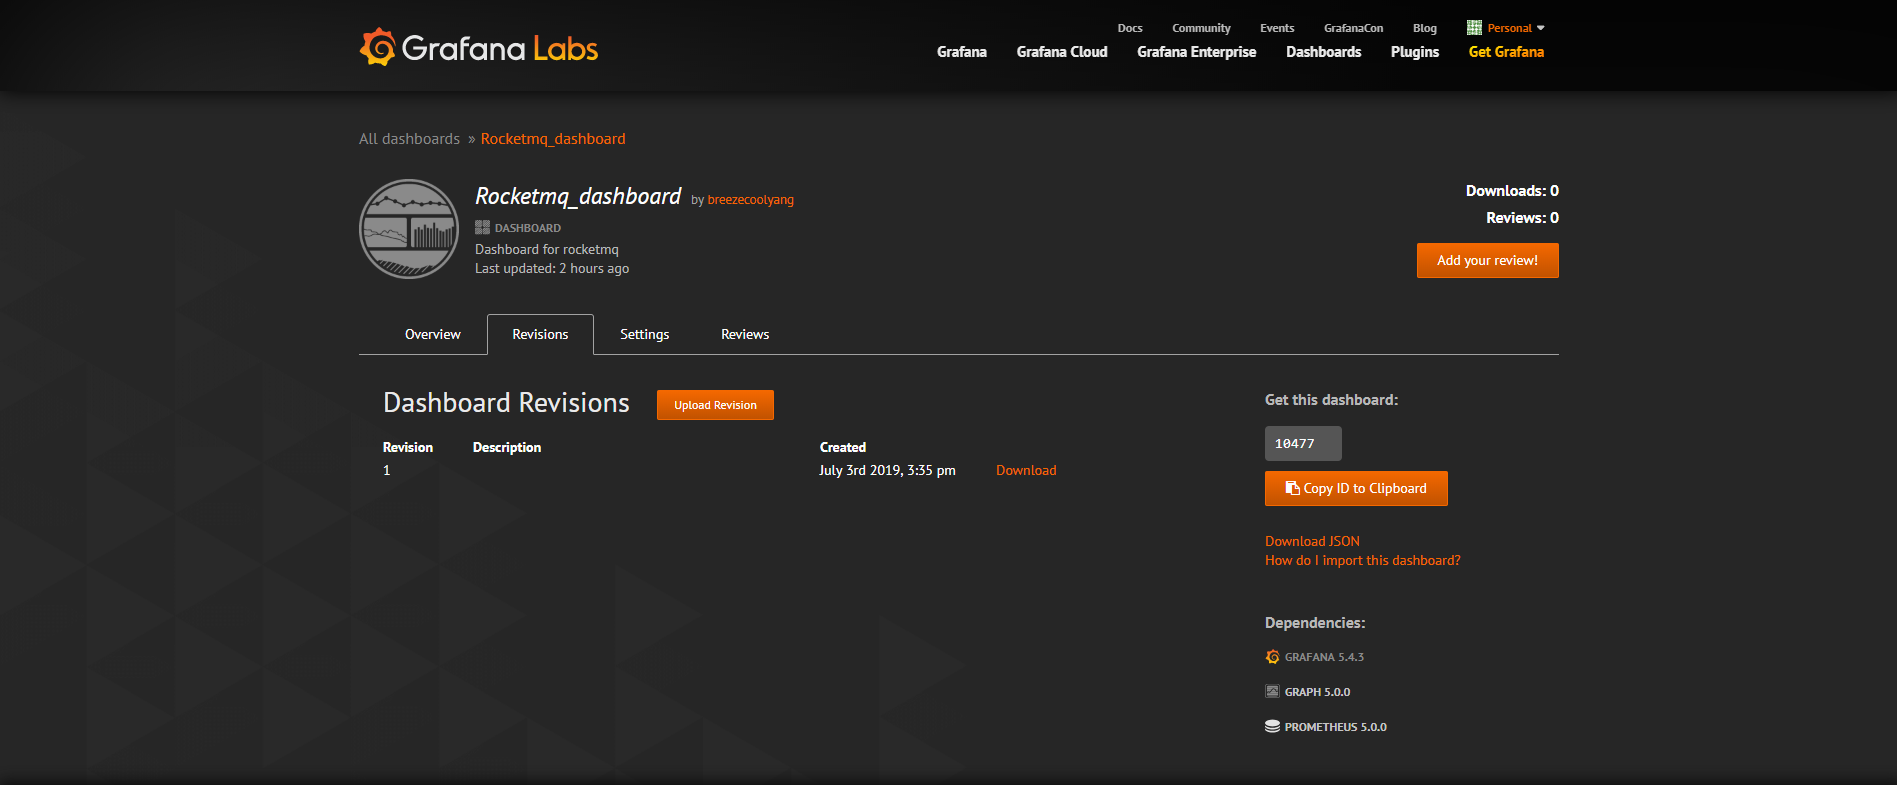 Docs Community Events GrafanaCon Blog Personal
Grafana Labs
Grafana Grafana Cloud Grafana Enterprise Dashboards Plugins Get Grafana
All dashboards » Rocketmq_dashboard
Rocketmq_dashboard by breezecoolyang
DASHBOARD
Dashboard for rocketmq
Last updated: 2 hours ago
Downloads: 0
Reviews: 0
Add your review!
Overview Revisions Settings Reviews
Dashboard Revisions Upload Revision
Revision Description Created
1 July 3rd 2019, 3:35 pm Download
Get this dashboard:
10477
Copy ID to Clipboard
Download JSON
How do I import this dashboard?
Dependencies:
GRAFANA 5.4.3
GRAPH 5.0.0
PROMETHEUS 5.0.0